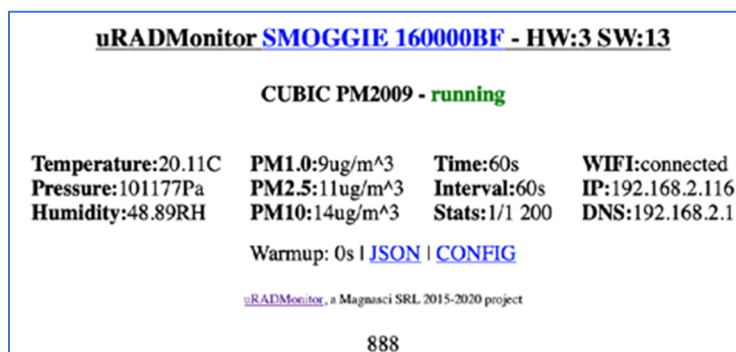 uRADMonitor SMOGGIE 160000BF - HW:3 SW:13
CUBIC PM2009 - running
Temperature:20.11C PM1.0:9ug/m^3 Time:60s WIFI:connected
Pressure:101177Pa PM2.5:11ug/m^3 Interval:60s IP:192.168.2.116
Humidity:48.89RH PM10:14ug/m^3 Stats:1/1 200 DNS:192.168.2.1
Warmup: 0s | JSON | CONFIG
uRADMonitor, a Magnasci SRL 2015-2020 project
888